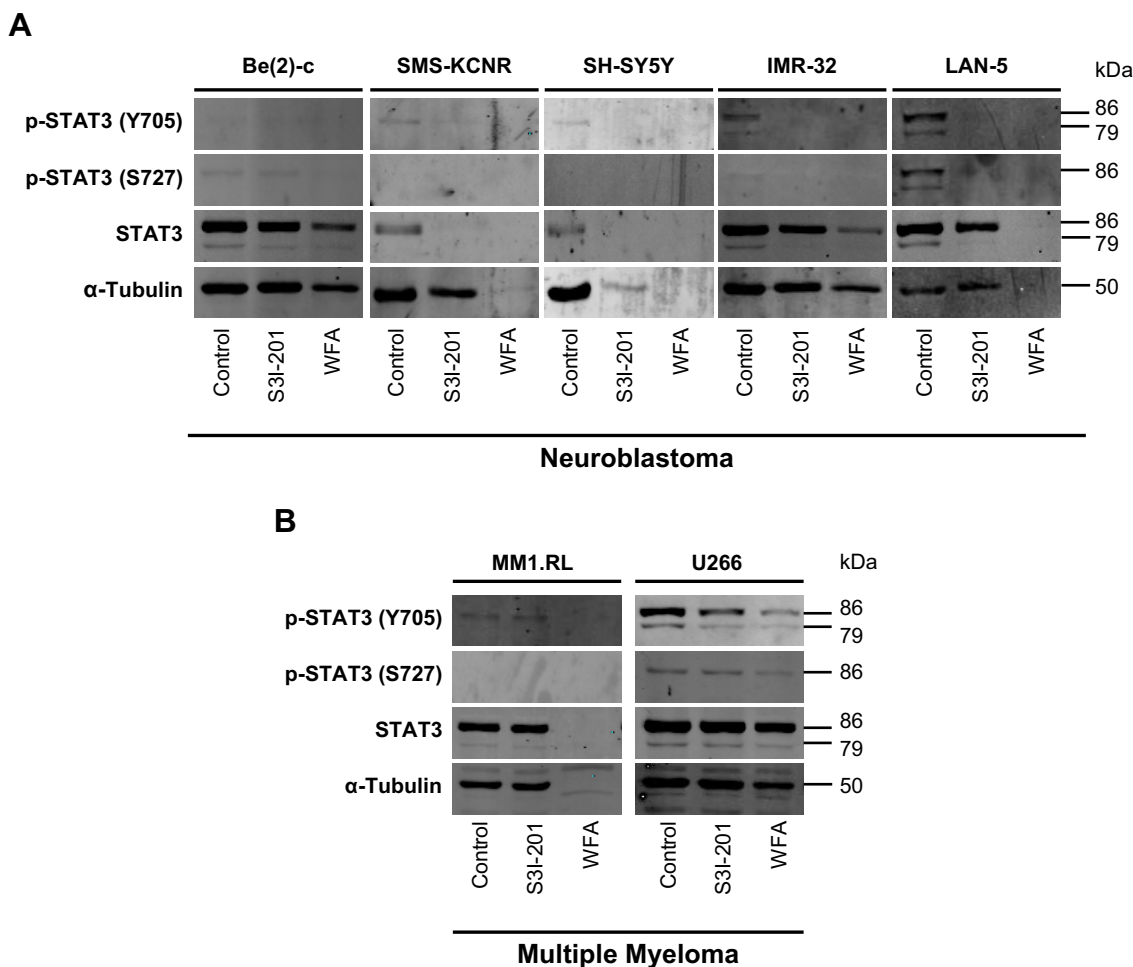 A
Be(2)-c SMS-KCNR SH-SY5Y IMR-32 LAN-5 kDa
p-STAT3 (Y705) 86
79
p-STAT3 (S727) 86
STAT3 86
79
α-Tubulin 50
Control S3I-201 WFA Control S3I-201 WFA Control S3I-201 WFA Control S3I-201 WFA Control S3I-201 WFA
Neuroblastoma
B
MM1.RL U266 kDa
p-STAT3 (Y705) 86
79
p-STAT3 (S727) 86
STAT3 86
79
α-Tubulin 50
Control S3I-201 WFA Control S3I-201 WFA
Multiple Myeloma